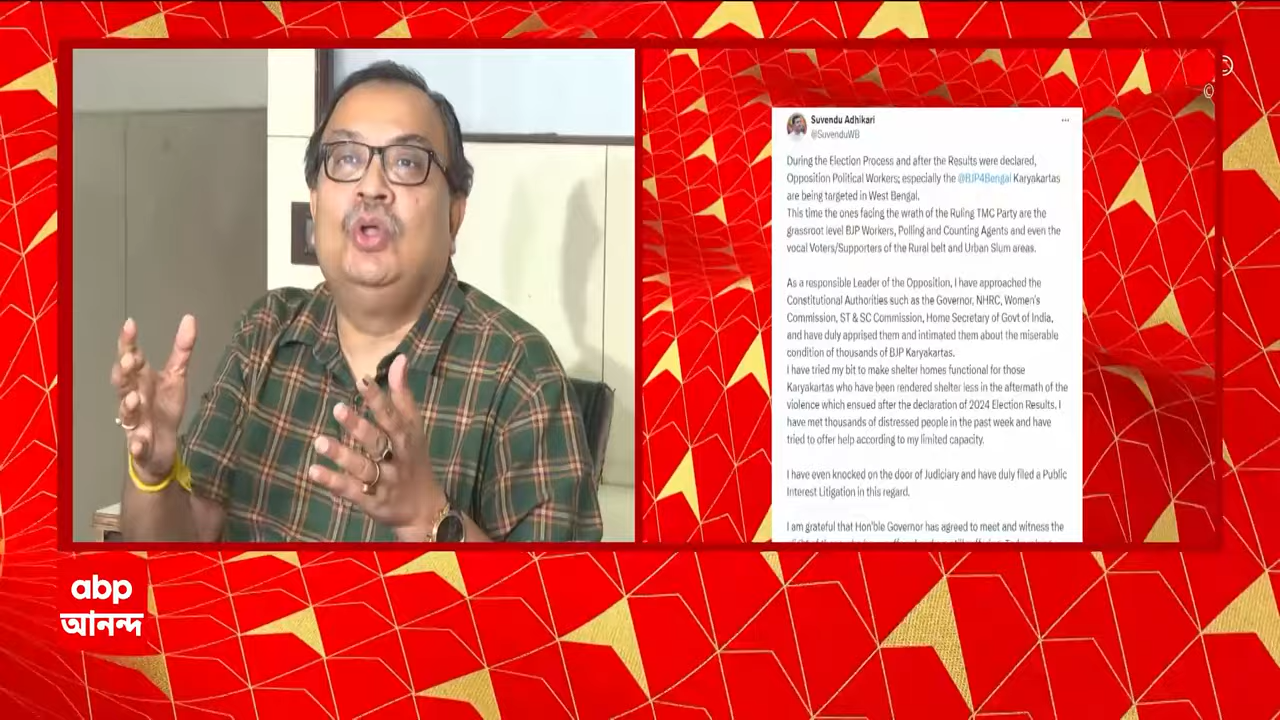 Suvendu Adhikari
@SuvenduWB
During the Election Process and after the Results were declared,
Opposition Political Workers; especially the @BJP4Bengal Karyakartas
are being targeted in West Bengal.
This time the ones facing the wrath of the Ruling TMC Party are the
grassroot level BJP Workers, Polling and Counting Agents and even the
vocal Voters/Supporters of the Rural belt and Urban Slum areas.
As a responsible Leader of the Opposition, I have approached the
Constitutional Authorities such as the Governor, NHRC, Women's
Commission, ST & SC Commission, Home Secretary of Govt of India,
and have duly apprised them and intimated them about the miserable
condition of thousands of BJP Karyakartas.
I have tried my bit to make shelter homes functional for those
Karyakartas who have been rendered shelter less in the aftermath of the
violence which ensued after the declaration of 2024 Election Results. I
have met thousands of distressed people in the past week and have
tried to offer help according to my limited capacity.
I have even knocked on the door of Judiciary and have duly filed a Public
Interest Litigation in this regard.
I am grateful that Hon'ble Governor has agreed to meet and witness the
abp
আনন্দ